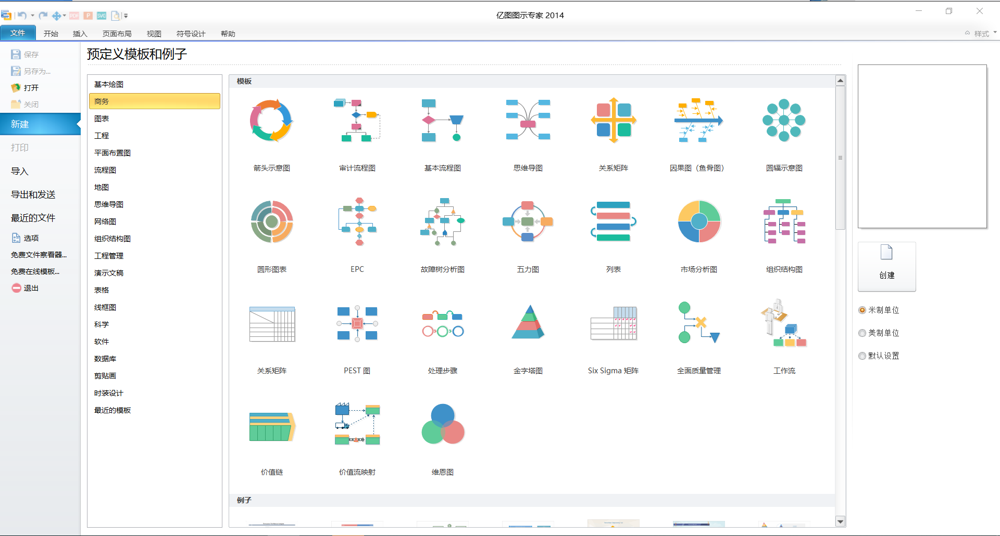 亿图图示专家 2014
文件
开始
插入
页面布局
视图
符号设计
帮助
样式
保存
另存为...
打开
关闭
新建
打印
导入
导出和发送
最近的文件
选项
免费文件察看器...
免费在线模板...
退出
预定义模板和例子
基本绘图
商务
图表
工程
平面布置图
流程图
地图
思维导图
网络图
组织结构图
工程管理
演示文稿
表格
线框图
科学
软件
数据库
剪贴画
时装设计
最近的模板
模板
箭头示意图
审计流程图
基本流程图
思维导图
关系矩阵
因果图（鱼骨图）
圆辐示意图
圆形图表
EPC
故障树分析图
五力图
列表
市场分析图
组织结构图
关系矩阵
PEST 图
处理步骤
金字塔图
Six Sigma 矩阵
全面质量管理
工作流
价值链
价值流映射
维恩图
例子
创建
米制单位
美制单位
默认设置